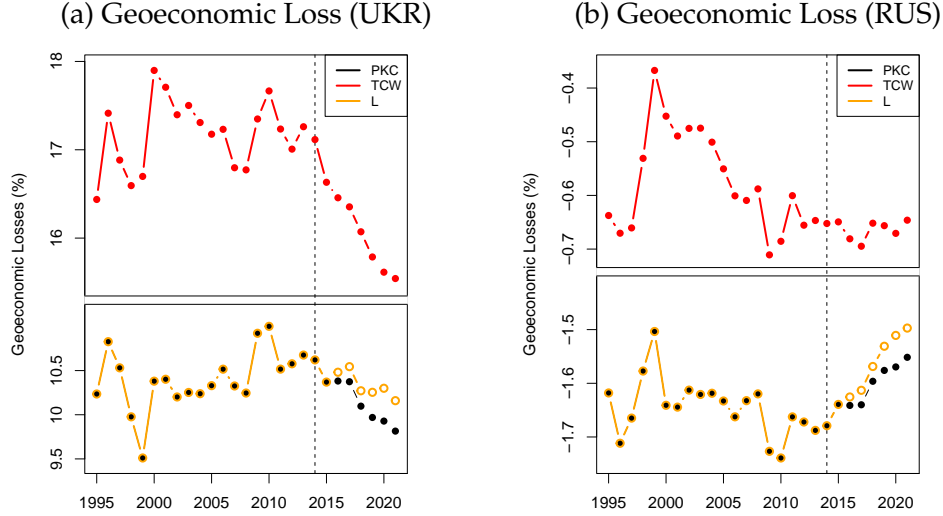 (a) Geoeconomic Loss (UKR)
18
17
16
PKC
TCW
L
10.5
10.0
9.5
Geoeconomic Losses (%)
1995 2000 2005 2010 2015 2020
(b) Geoeconomic Loss (RUS)
−0.4
−0.5
−0.6
−0.7
PKC
TCW
L
−1.5
−1.6
−1.7
Geoeconomic Losses (%)
1995 2000 2005 2010 2015 2020